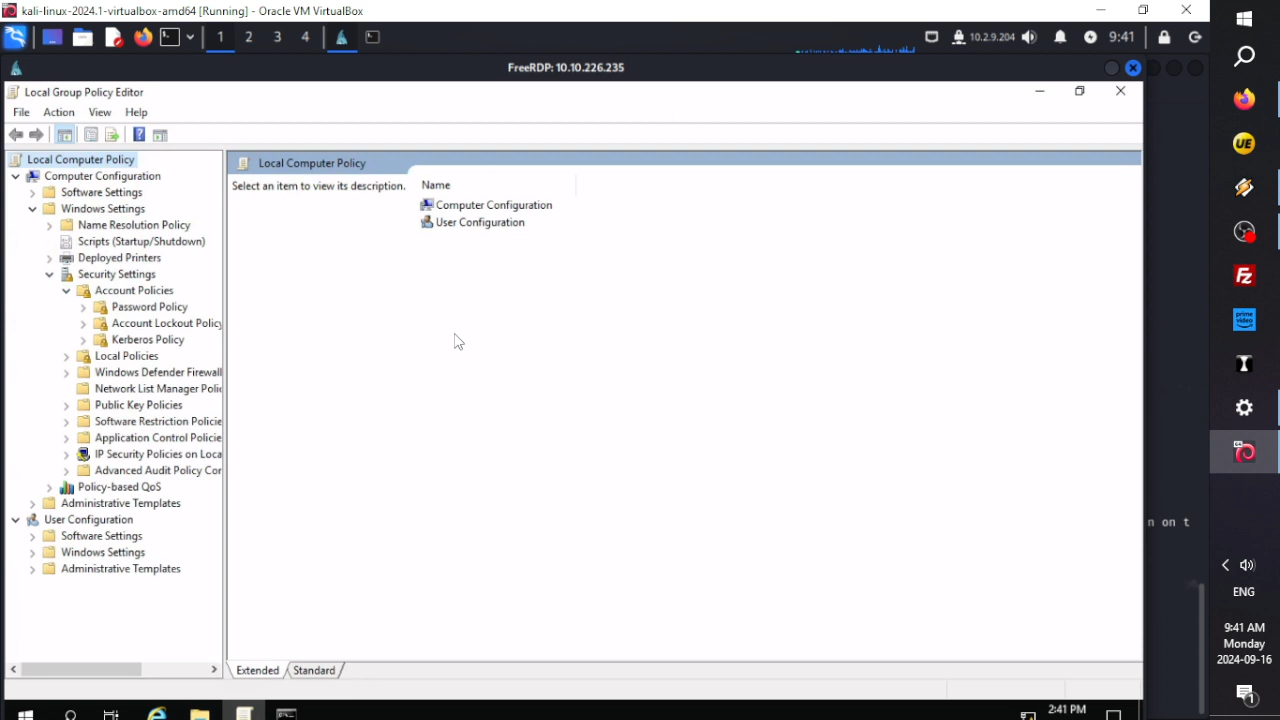 kali-linux-2024.1-virtualbox-amd64 [Running] - Oracle VM VirtualBox
1 2 3 4
10.2.9.204
9:41
FreeRDP: 10.10.226.235
Local Group Policy Editor
File Action View Help
Local Computer Policy
Computer Configuration
Software Settings
Windows Settings
Name Resolution Policy
Scripts (Startup/Shutdown)
Deployed Printers
Security Settings
Account Policies
Password Policy
Account Lockout Policy
Kerberos Policy
Local Policies
Windows Defender Firewall
Network List Manager Polic
Public Key Policies
Software Restriction Policie
Application Control Policie
IP Security Policies on Loca
Advanced Audit Policy Cor
Policy-based QoS
Administrative Templates
User Configuration
Software Settings
Windows Settings
Administrative Templates
Local Computer Policy
Select an item to view its description.
Name
Computer Configuration
User Configuration
Extended Standard
2:41 PM
n on t
UE
Fz
prime video
64
ENG
9:41 AM
Monday
2024-09-16
1